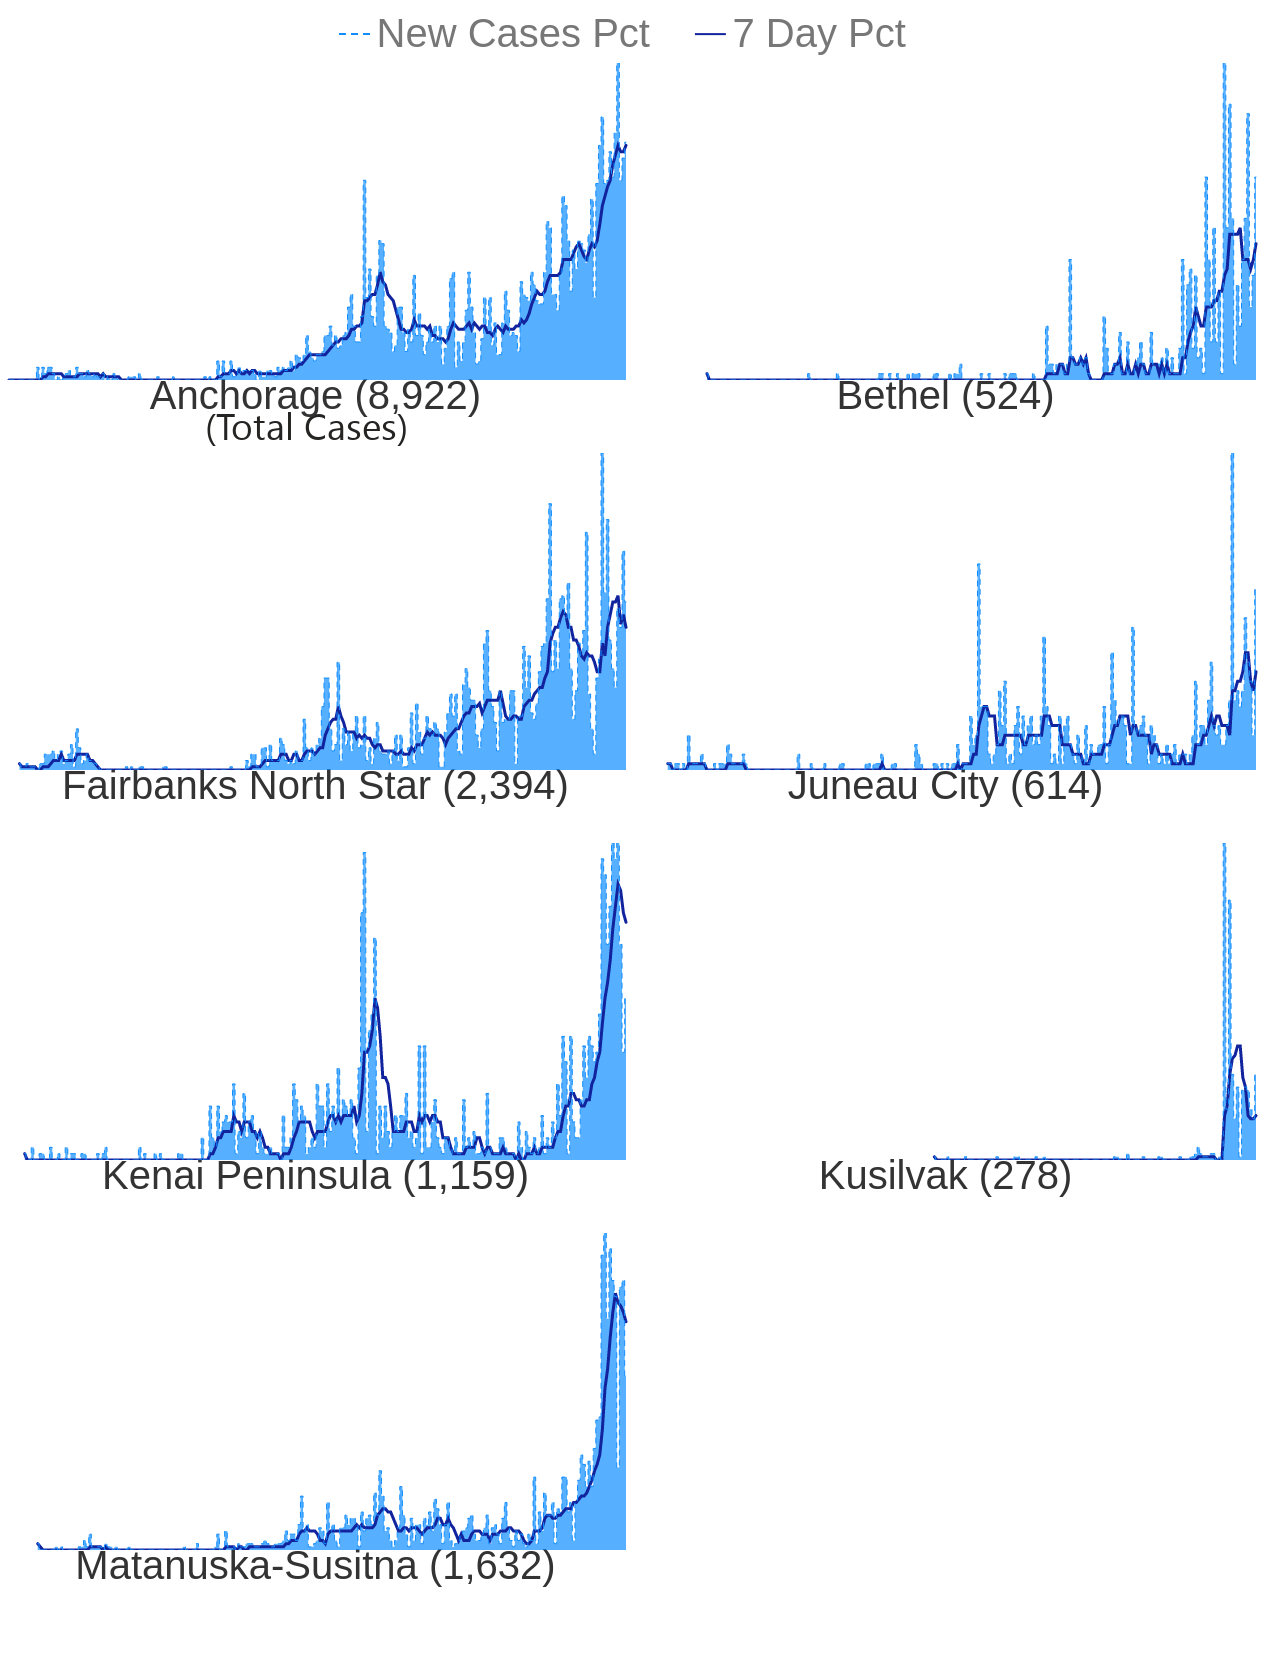 New Cases Pct 7 Day Pct
Anchorage (8,922) Bethel (524)
(Total Cases)
Fairbanks North Star (2,394) Juneau City (614)
Kenai Peninsula (1,159) Kusilvak (278)
Matanuska-Susitna (1,632)